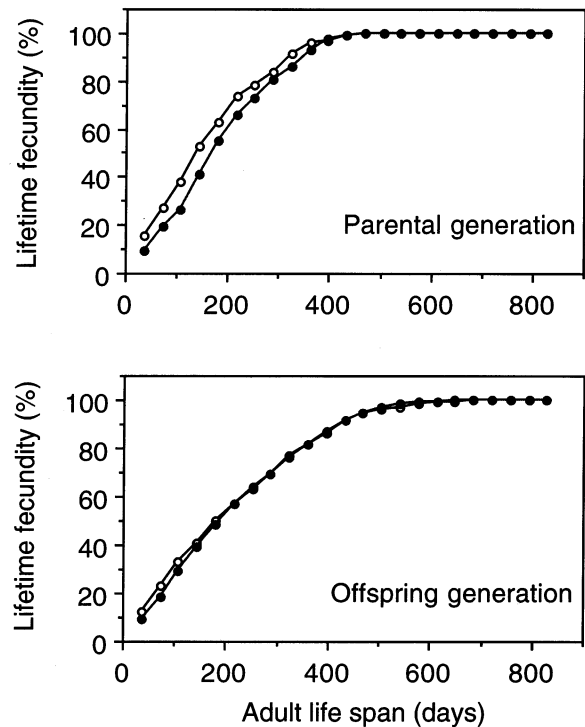 Lifetime fecundity (%)
100
80
60
40
20
0
Parental generation
0 200 400 600 800
Lifetime fecundity (%)
100
80
60
40
20
0
Offspring generation
0 200 400 600 800
Adult life span (days)